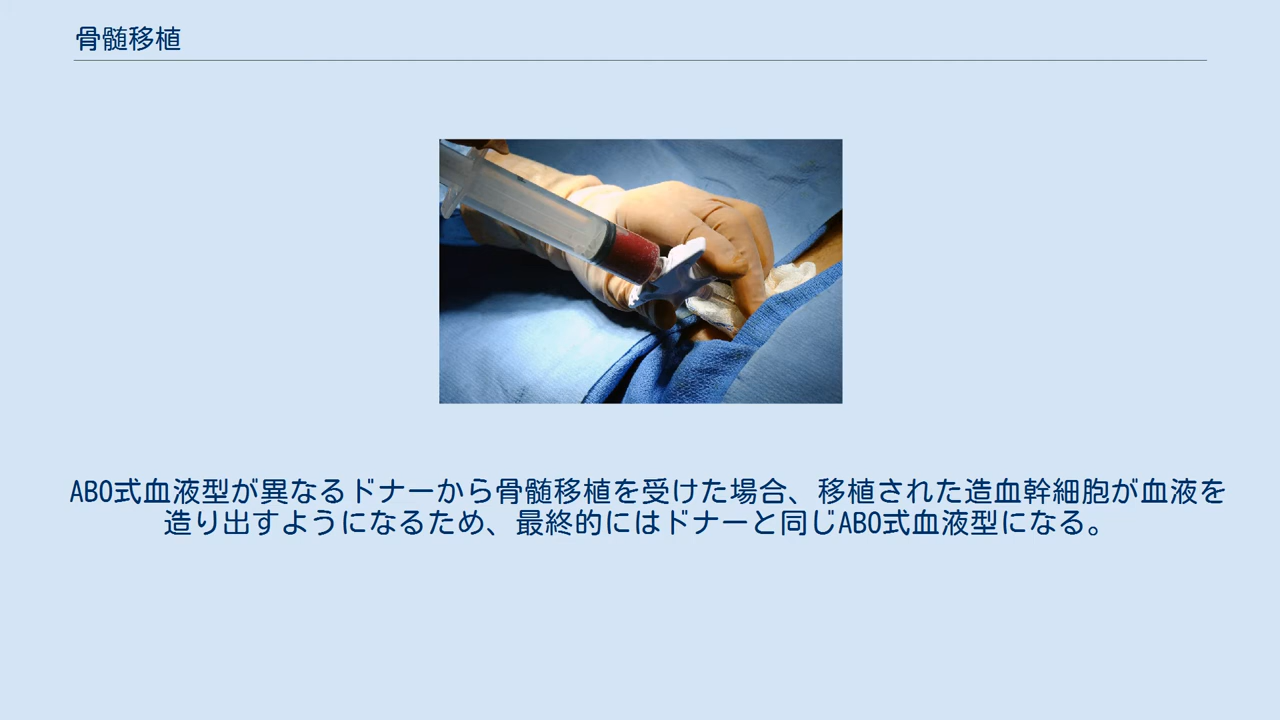 骨髄移植
ABO式血液型が異なるドナーから骨髄移植を受けた場合、移植された造血幹細胞が血液を
造り出すようになるため、最終的にはドナーと同じABO式血液型になる。